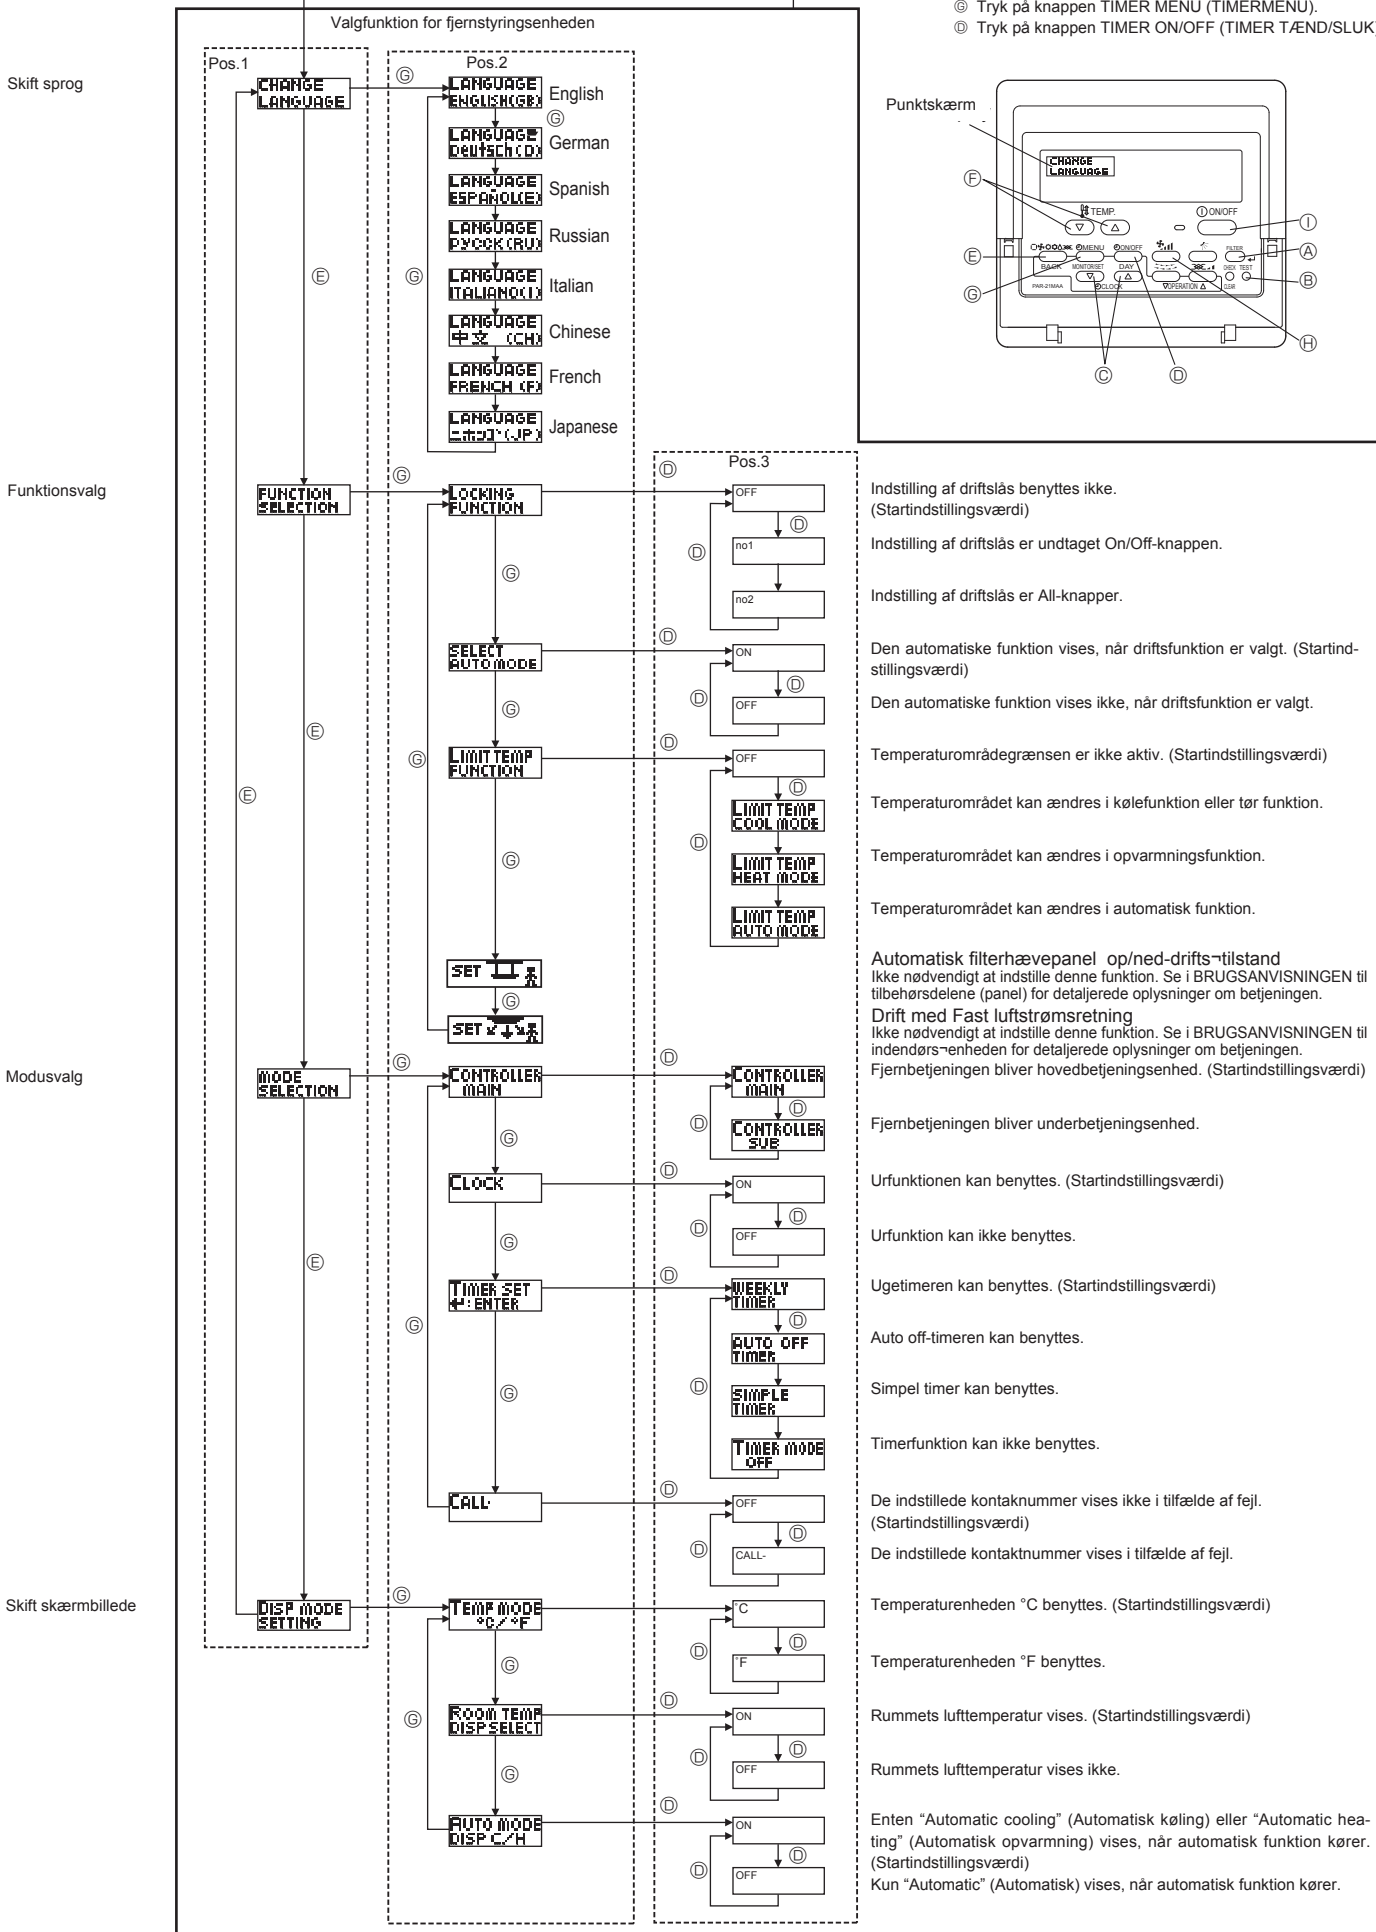 Ⓖ Tryk på knappen TIMER MENU (TIMERMENU).
Ⓓ Tryk på knappen TIMER ON/OFF (TIMER TÆND/SLUK)
Valgfunktion for fjernstyringsenheden
Pos.1
Pos.2
Skift sprog
CHANGE
LANGUAGE
Ⓖ
LANGUAGE
ENGLISH(GB)
English
Ⓖ
LANGUAGE
Deutsch(D)
German
LANGUAGE
ESPAÑOL(E)
Spanish
LANGUAGE
РУССК(RU)
Russian
Ⓔ
Ⓖ
LANGUAGE
ITALIANO(I)
Italian
LANGUAGE
中文 (CH)
Chinese
LANGUAGE
FRENCH (F)
French
LANGUAGE
ニホンゴ(JP)
Japanese
Punktskærm
CHANGE
LANGUAGE
Ⓕ
TEMP.
ON/OFF
Ⓘ
Ⓔ
MENU
ON/OFF
FILTER
Ⓐ
BACK
MONITOR/SET
DAY
CHECK
TEST
Ⓖ
PAR-21MAA
CLOCK
▽OPERATION △
CLEAR
Ⓑ
Ⓗ
Ⓒ
Ⓓ
Pos.3
Funktionsvalg
FUNCTION
SELECTION
Ⓖ
LOCKING
FUNCTION
Ⓓ
OFF
Indstilling af driftslås benyttes ikke.
(Startindstillingsværdi)
Ⓓ
Ⓓ
no1
Indstilling af driftslås er undtaget On/Off-knappen.
Ⓖ
no2
Indstilling af driftslås er All-knapper.
Ⓓ
SELECT
AUTO MODE
ON
Den automatiske funktion vises, når driftsfunktion er valgt. (Startind-
stillingsværdi)
Ⓓ
Ⓓ
Ⓖ
OFF
Den automatiske funktion vises ikke, når driftsfunktion er valgt.
Ⓔ
Ⓓ
Ⓖ
LIMIT TEMP
FUNCTION
OFF
Temperaturområdegrænsen er ikke aktiv. (Startindstillingsværdi)
Ⓔ
Ⓓ
LIMIT TEMP
COOL MODE
Temperaturområdet kan ændres i kølefunktion eller tør funktion.
Ⓓ
Ⓖ
LIMIT TEMP
HEAT MODE
Temperaturområdet kan ændres i opvarmningsfunktion.
LIMIT TEMP
AUTO MODE
Temperaturområdet kan ændres i automatisk funktion.
SET
Automatisk filterhævepanel op/ned-drifts¬tilstand
Ikke nødvendigt at indstille denne funktion. Se i BRUGSANVISNINGEN til
tilbehørsdelene (panel) for detaljerede oplysninger om betjeningen.
Ⓖ
SET
Drift med Fast luftstrømsretning
Ikke nødvendigt at indstille denne funktion. Se i BRUGSANVISNINGEN til
indendørs¬enheden for detaljerede oplysninger om betjeningen.
Modusvalg
MODE
SELECTION
Ⓖ
CONTROLLER
MAIN
Ⓓ
CONTROLLER
MAIN
Fjernbetjeningen bliver hovedbetjeningsenhed. (Startindstillingsværdi)
Ⓓ
Ⓓ
Ⓖ
CONTROLLER
SUB
Fjernbetjeningen bliver underbetjeningsenhed.
Ⓓ
CLOCK
ON
Urfunktionen kan benyttes. (Startindstillingsværdi)
Ⓓ
Ⓓ
Ⓖ
OFF
Urfunktion kan ikke benyttes.
Ⓔ
Ⓓ
TIMER SET
↵:ENTER
WEEKLY
TIMER
Ugetimeren kan benyttes. (Startindstillingsværdi)
Ⓖ
Ⓓ
AUTO OFF
TIMER
Auto off-timeren kan benyttes.
Ⓖ
Ⓓ
SIMPLE
TIMER
Simpel timer kan benyttes.
TIMER MODE
OFF
Timerfunktion kan ikke benyttes.
Ⓓ
CALL-
OFF
De indstillede kontaknummer vises ikke i tilfælde af fejl.
(Startindstillingsværdi)
Ⓓ
Ⓓ
CALL-
De indstillede kontaktnummer vises i tilfælde af fejl.
Skift skærmbillede
DISP MODE
SETTING
Ⓖ
TEMP MODE
°C/°F
Ⓓ
°C
Temperaturenheden °C benyttes. (Startindstillingsværdi)
Ⓓ
Ⓓ
Ⓖ
°F
Temperaturenheden °F benyttes.
Ⓓ
Ⓖ
ROOM TEMP
DISP SELECT
ON
Rummets lufttemperatur vises. (Startindstillingsværdi)
Ⓓ
Ⓓ
Ⓖ
OFF
Rummets lufttemperatur vises ikke.
Ⓓ
AUTO MODE
DISP C/H
ON
Enten “Automatic cooling” (Automatisk køling) eller “Automatic hea-
ting” (Automatisk opvarmning) vises, når automatisk funktion kører.
(Startindstillingsværdi)
Ⓓ
Ⓓ
OFF
Kun “Automatic” (Automatisk) vises, når automatisk funktion kører.